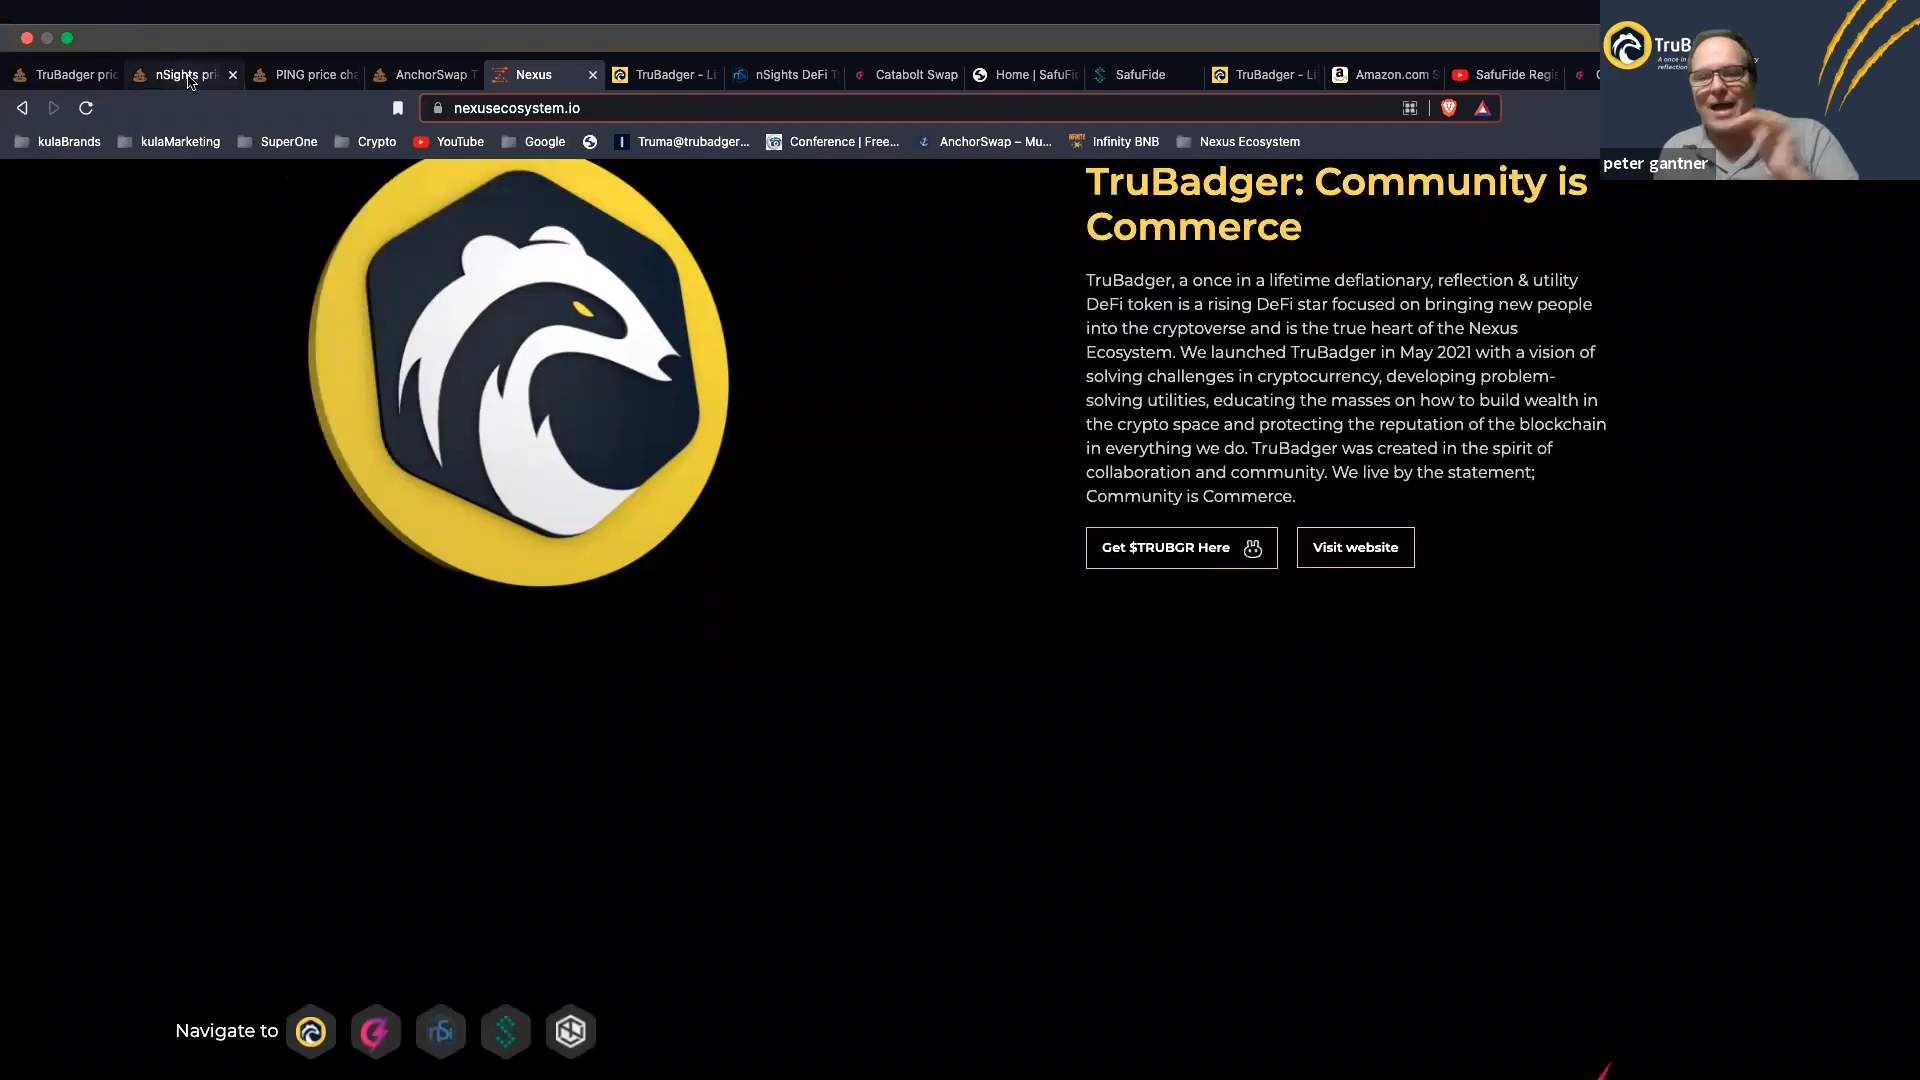 TruBadger pric
nSights pri
PING price cha
AnchorSwap T
Nexus
TruBadger - Li
nSights DeFi T
Catabolt Swap
Home | SafuFi
SafuFide
TruBadger - Li
Amazon.com S
SafuFide Regis
nexusecosystem.io
kulaBrands
kulaMarketing
SuperOne
Crypto
YouTube
Google
Truma@trubadger...
Conference | Free...
AnchorSwap – Mu...
Infinity BNB
Nexus Ecosystem
TruB
A once in
reflection
peter gantner
TruBadger: Community is
Commerce
TruBadger, a once in a lifetime deflationary, reflection & utility
DeFi token is a rising DeFi star focused on bringing new people
into the cryptoverse and is the true heart of the Nexus
Ecosystem. We launched TruBadger in May 2021 with a vision of
solving challenges in cryptocurrency, developing problem-
solving utilities, educating the masses on how to build wealth in
the crypto space and protecting the reputation of the blockchain
in everything we do. TruBadger was created in the spirit of
collaboration and community. We live by the statement;
Community is Commerce.
Get $TRUBGR Here
Visit website
Navigate to
nSi